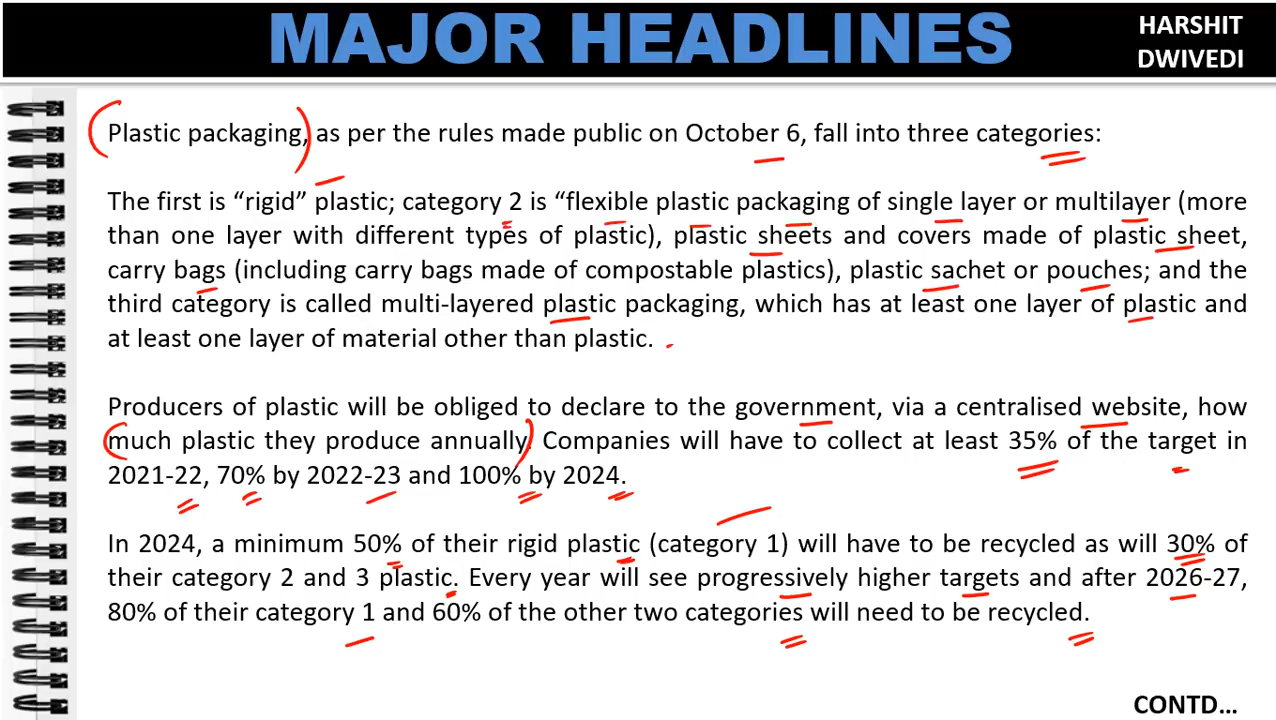 MAJOR HEADLINES
HARSHIT
DWIVEDI
Plastic packaging, as per the rules made public on October 6, fall into three categories:
The first is “rigid” plastic; category 2 is “flexible plastic packaging of single layer or multilayer (more
than one layer with different types of plastic), plastic sheets and covers made of plastic sheet,
carry bags (including carry bags made of compostable plastics), plastic sachet or pouches; and the
third category is called multi-layered plastic packaging, which has at least one layer of plastic and
at least one layer of material other than plastic.
Producers of plastic will be obliged to declare to the government, via a centralised website, how
much plastic they produce annually. Companies will have to collect at least 35% of the target in
2021-22, 70% by 2022-23 and 100% by 2024.
In 2024, a minimum 50% of their rigid plastic (category 1) will have to be recycled as will 30% of
their category 2 and 3 plastic. Every year will see progressively higher targets and after 2026-27,
80% of their category 1 and 60% of the other two categories will need to be recycled.
CONTD…